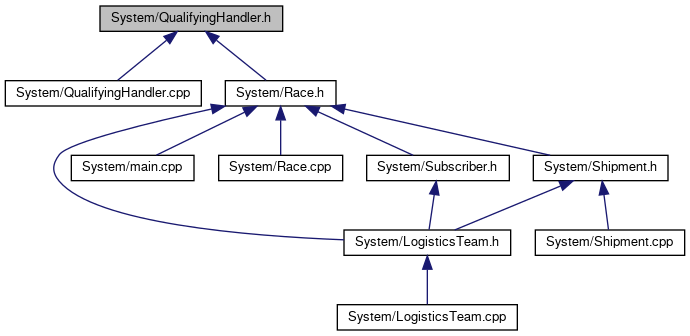 System/QualifyingHandler.h
System/QualifyingHandler.cpp
System/Race.h
System/main.cpp
System/Race.cpp
System/Subscriber.h
System/Shipment.h
System/LogisticsTeam.h
System/Shipment.cpp
System/LogisticsTeam.cpp